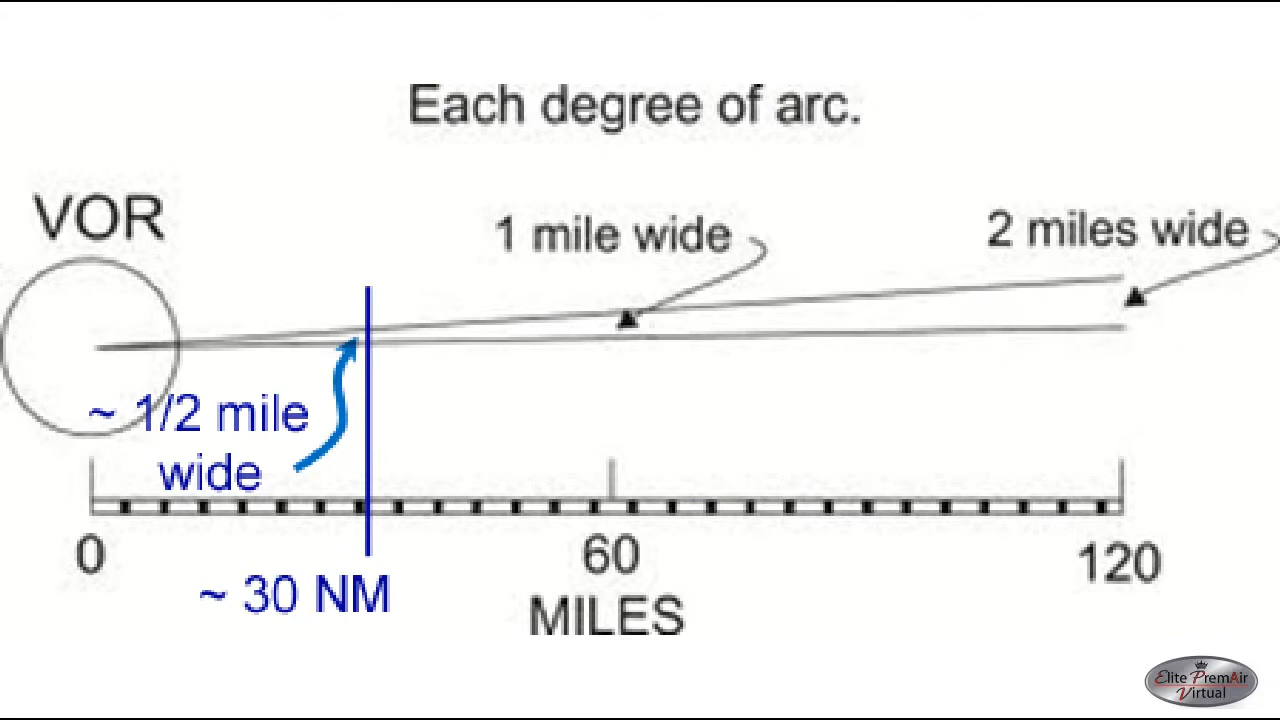 Each degree of arc.
VOR
1 mile wide
2 miles wide
~ 1/2 mile
wide
0
60
120
~ 30 NM
MILES
Elite PremAir
Virtual